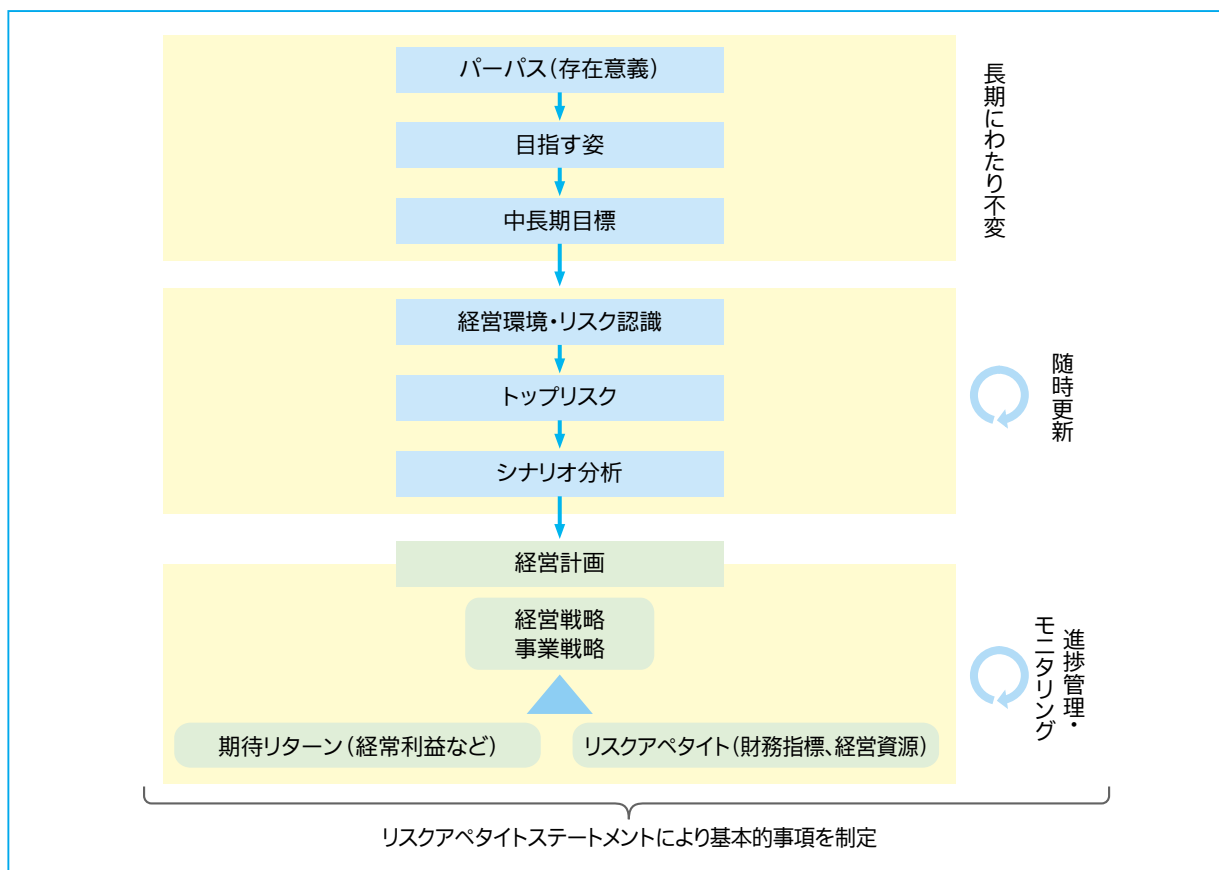 パーパス（存在意義）
目指す姿
中長期目標
長期にわたり不変
経営環境・リスク認識
トップリスク
シナリオ分析
随時更新
経営計画
経営戦略
事業戦略
期待リターン（経常利益など）
リスクアペタイト（財務指標、経営資源）
進捗管理・
モニタリング
リスクアペタイトステートメントにより基本的事項を制定